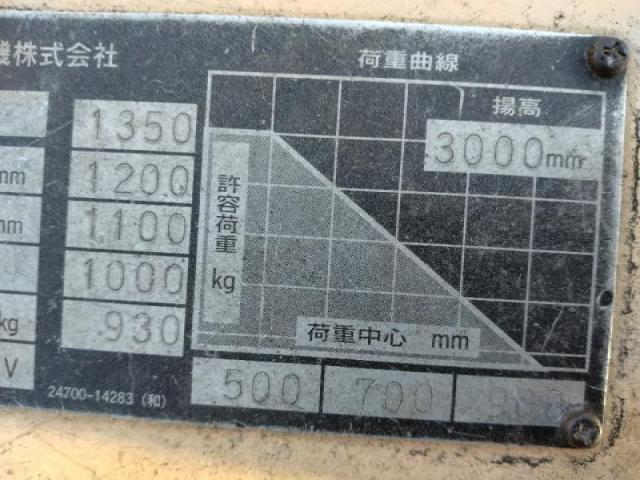 機株式会社
荷重曲線
揚高
3000mm
1350
mm 1200
mm 1100
1000
kg .930
V
許容荷重 kg
荷重中心 mm
500 700
24700-14283 (和)